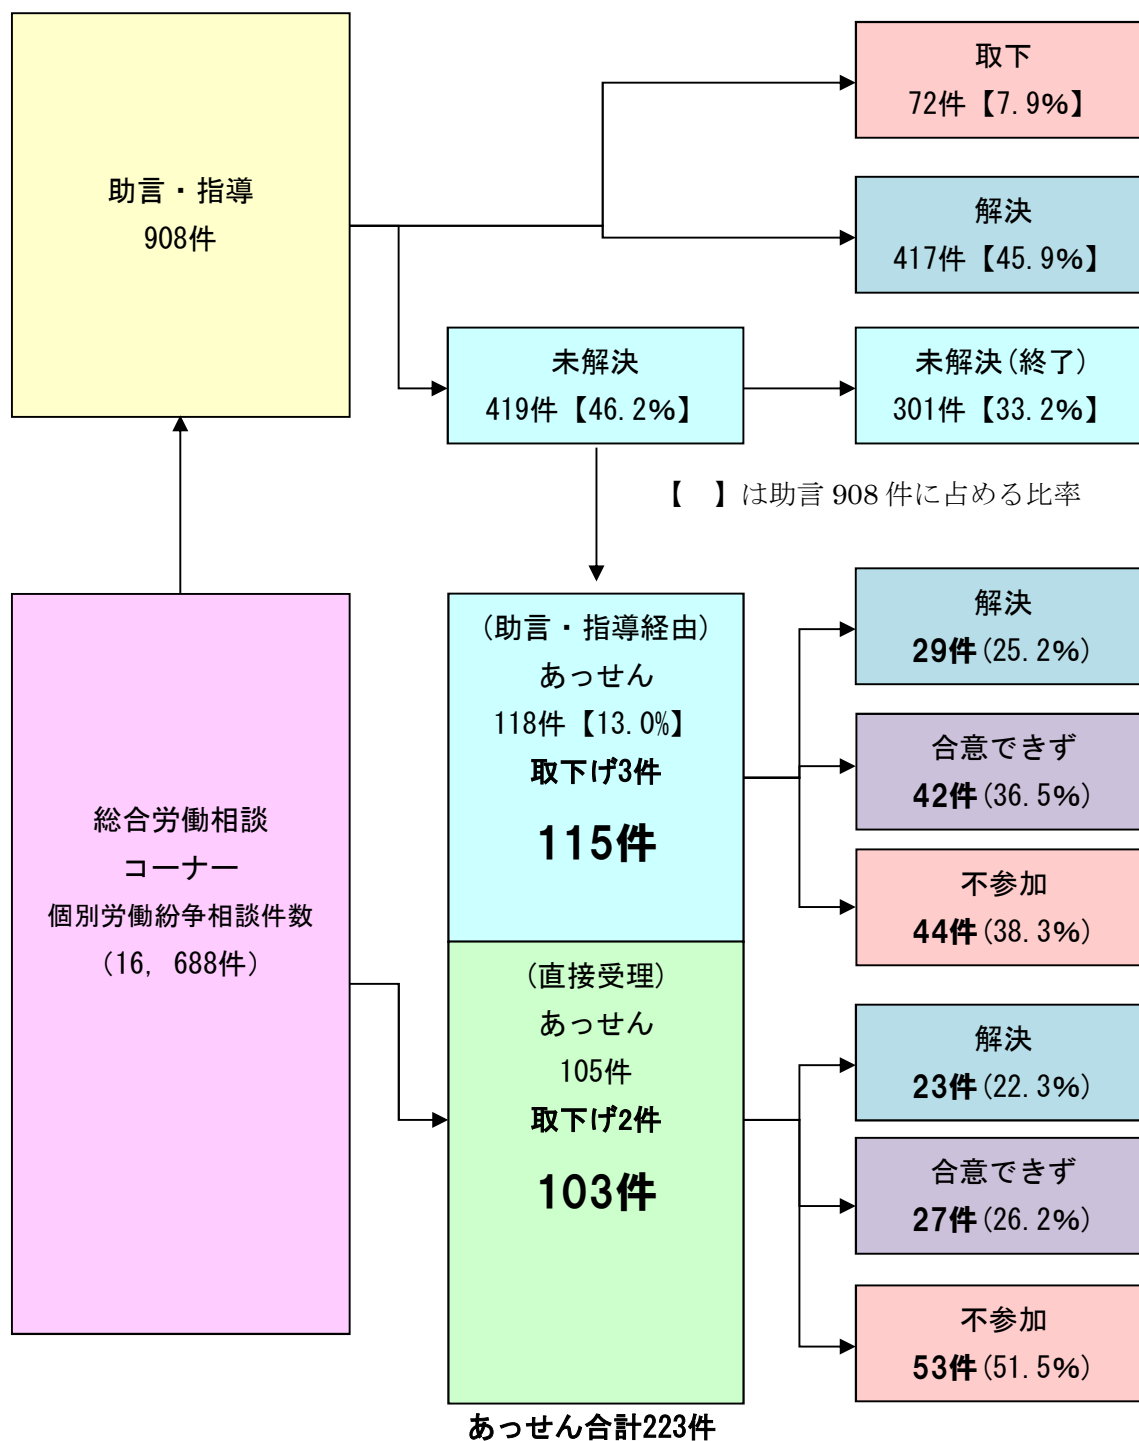 助言・指導
908件
取下
72件【7.9%】
解決
417件【45.9%】
未解決
419件【46.2%】
未解決(終了)
301件【33.2%】
【　】は助言 908 件に占める比率
総合労働相談
コーナー
個別労働紛争相談件数
(16, 688件)
(助言・指導経由)
あっせん
118件【13.0%】
取下げ3件
115件
解決
29件(25.2%)
合意できず
42件(36.5%)
不参加
44件(38.3%)
(直接受理)
あっせん
105件
取下げ2件
103件
解決
23件(22.3%)
合意できず
27件(26.2%)
不参加
53件(51.5%)
あっせん合計223件